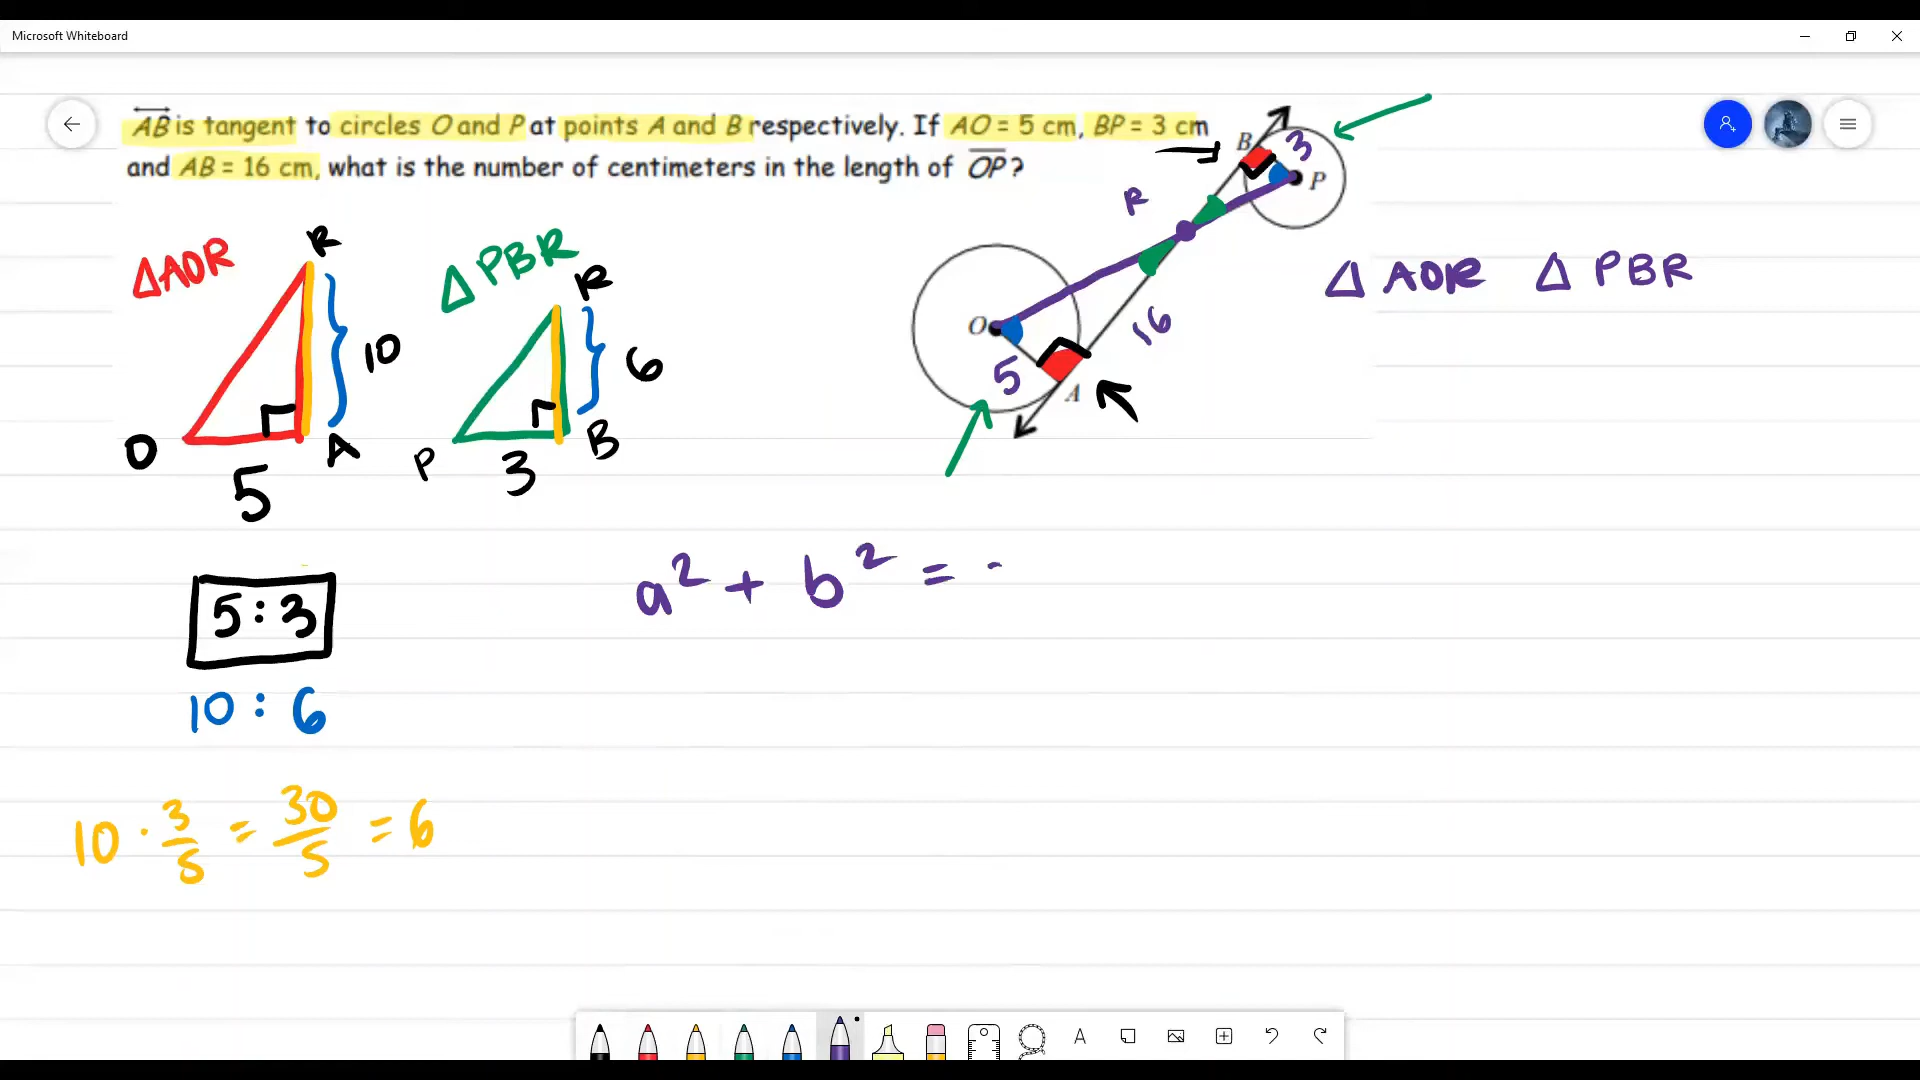 Microsoft Whiteboard
AB is tangent to circles O and P at points A and B respectively. If AO = 5 cm, BP = 3 cm
and AB = 16 cm, what is the number of centimeters in the length of OP?
B 3
P
R
O
5
16
A
△AOR
R
10
O
5
A
△PBR
R
6
P
3
B
△ AOR △ PBR
a² + b² =
5 : 3
10 : 6
10 · 3/5 = 30/5 = 6
A